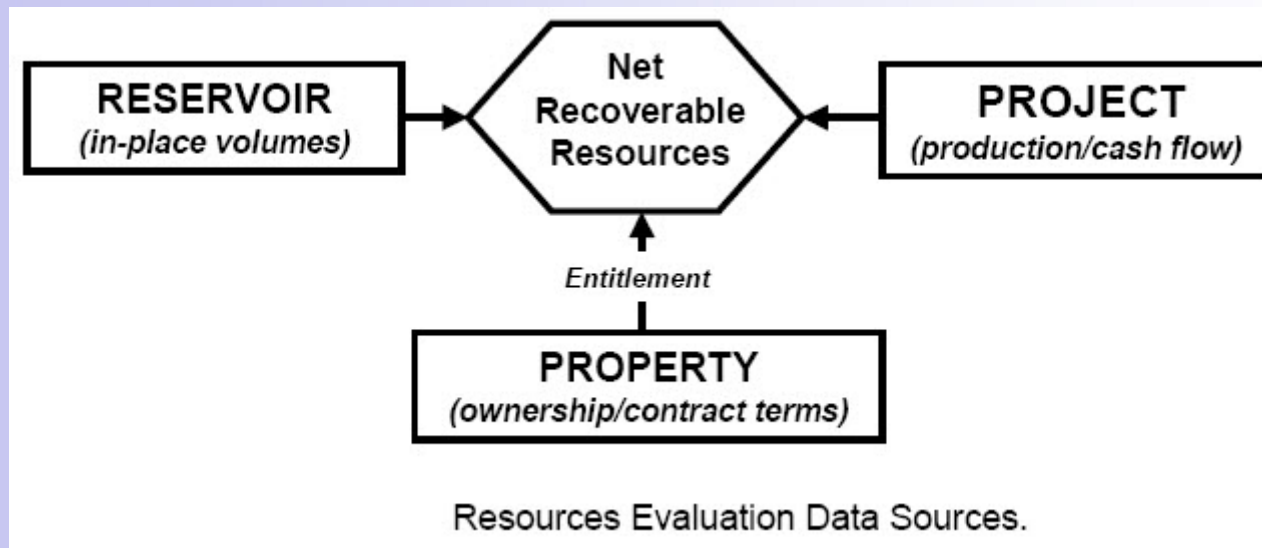 RESERVOIR
(in-place volumes)
Net
Recoverable
Resources
PROJECT
(production/cash flow)
Entitlement
PROPERTY
(ownership/contract terms)
Resources Evaluation Data Sources.